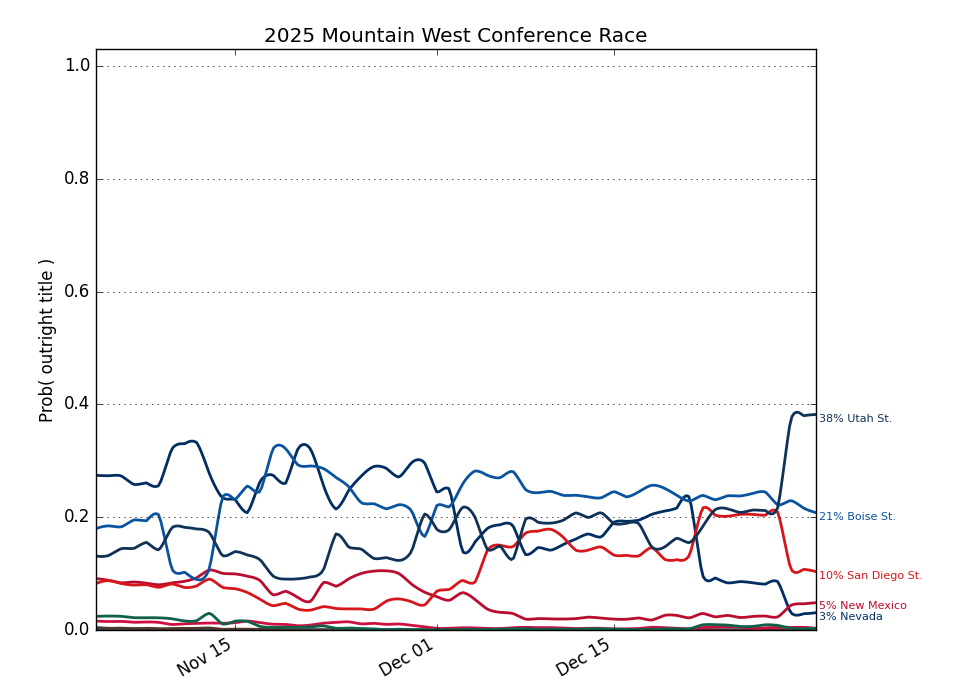 2025 Mountain West Conference Race
Prob( outright title )
1.0
0.8
0.6
0.4
0.2
0.0
38% Utah St.
21% Boise St.
10% San Diego St.
5% New Mexico
3% Nevada
Nov 15
Dec 01
Dec 15